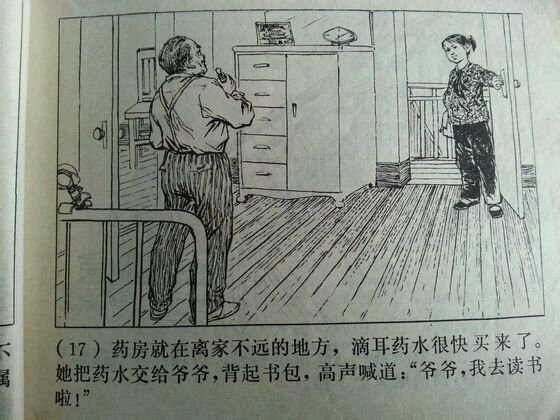 (17) 药房就在离家不远的地方，滴耳药水很快买来了。
她把药水交给爷爷，背起书包，高声喊道：“爷爷，我去读书
啦！”
不
属